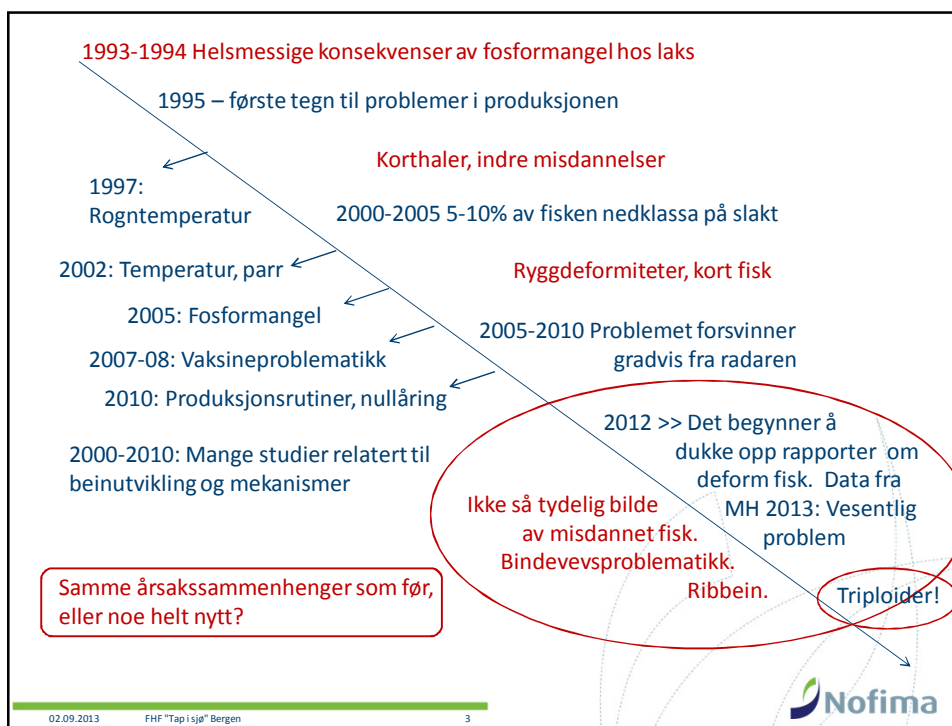 1993-1994 Helsmessige konsekvenser av fosformangel hos laks
1995 – første tegn til problemer i produksjonen
Korthaler, indre misdannelser
1997:
Rogntemperatur
2000-2005 5-10% av fisken nedklassa på slakt
2002: Temperatur, parr
Ryggdeformiteter, kort fisk
2005: Fosformangel
2005-2010 Problemet forsvinner
gradvis fra radaren
2007-08: Vaksineproblematikk
2010: Produksjonsrutiner, nullåring
2012 >> Det begynner å
dukke opp rapporter om
deform fisk. Data fra
MH 2013: Vesentlig
problem
2000-2010: Mange studier relatert til
beinutvikling og mekanismer
Ikke så tydelig bilde
av misdannet fisk.
Bindevevsproblematikk.
Ribbein.
Samme årsakssammenhenger som før,
eller noe helt nytt?
Triploider!
02.09.2013 FHF "Tap i sjø" Bergen 3
Nofima